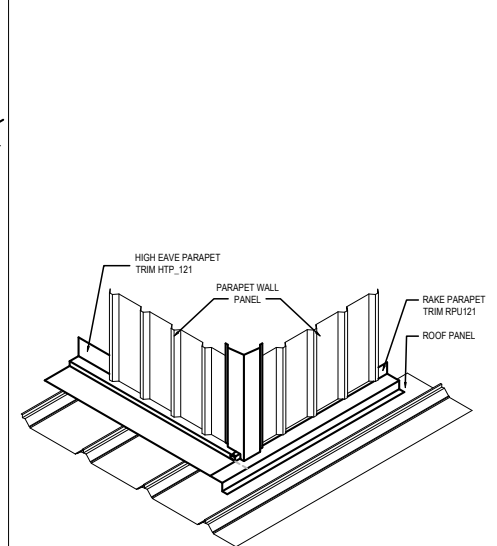 HIGH EAVE PARAPET
TRIM HTP_121
PARAPET WALL
PANEL
RAKE PARAPET
TRIM RPU121
ROOF PANEL